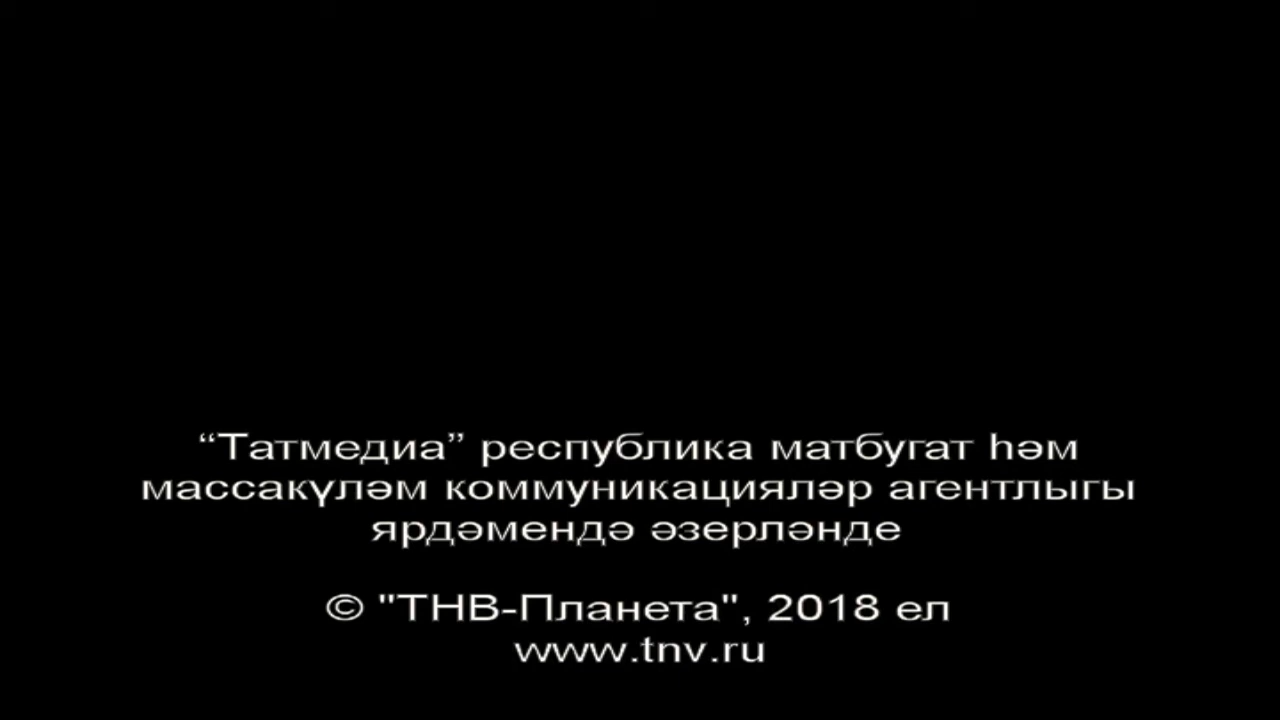 “Татмедиа” республика матбугат һәм
массакүләм коммуникацияләр агентлыгы
ярдәмендә әзерләнде
© "ТНВ-Планета", 2018 ел
www.tnv.ru